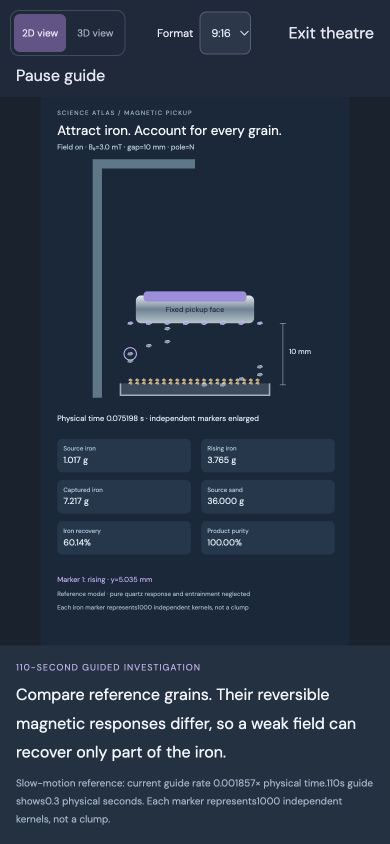 2D view
3D view
Format
9:16
Exit theatre
Pause guide
SCIENCE ATLAS / MAGNETIC PICKUP
Attract iron. Account for every grain.
Field on · B₀=3.0 mT · gap=10 mm · pole=N
Fixed pickup face
10 mm
Physical time 0.075198 s · independent markers enlarged
Source iron
1.017 g
Rising iron
3.765 g
Captured iron
7.217 g
Source sand
36.000 g
Iron recovery
60.14%
Product purity
100.00%
Marker 1: rising · y=5.035 mm
Reference model · pure quartz response and entrainment neglected
Each iron marker represents1000 independent kernels, not a clump
110-SECOND GUIDED INVESTIGATION
Compare reference grains. Their reversible
magnetic responses differ, so a weak field can
recover only part of the iron.
Slow-motion reference: current guide rate 0.001857× physical time.110s guide
shows0.3 physical seconds. Each marker represents1000 independent
kernels, not a clump.